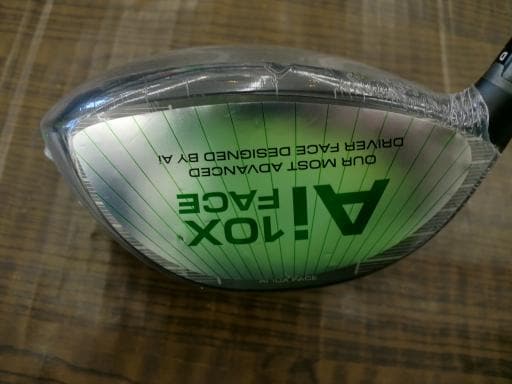 Ai 10X
FACE
OUR MOST ADVANCED
DRIVER FACE DESIGNED BY Ai